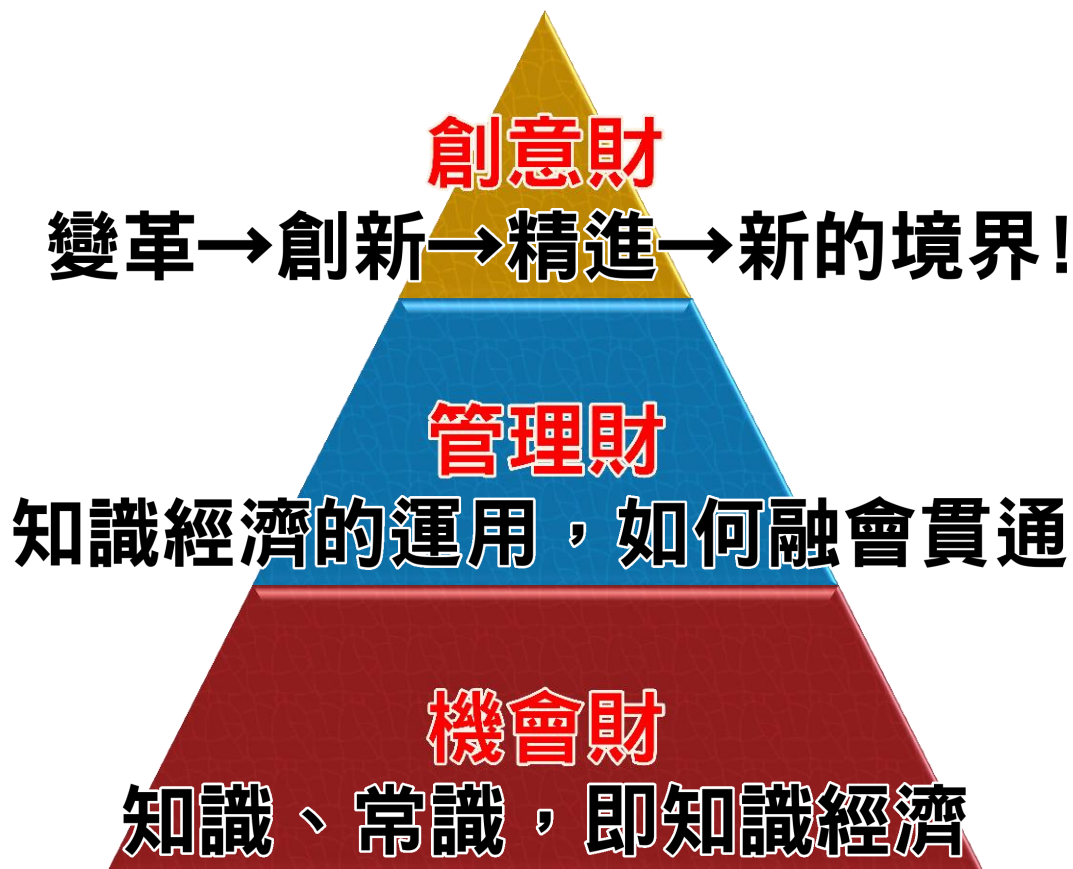 創意財
變革→創新→精進→新的境界!
管理財
知識經濟的運用，如何融會貫通
機會財
知識、常識，即知識經濟